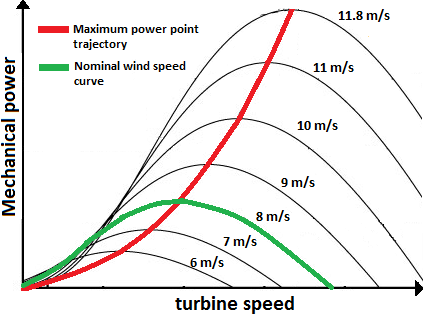 11.8 m/s
Maximum power point
trajectory
Nominal wind speed
curve
11 m/s
10 m/s
9 m/s
8 m/s
7 m/s
6 m/s
Mechanical power
turbine speed